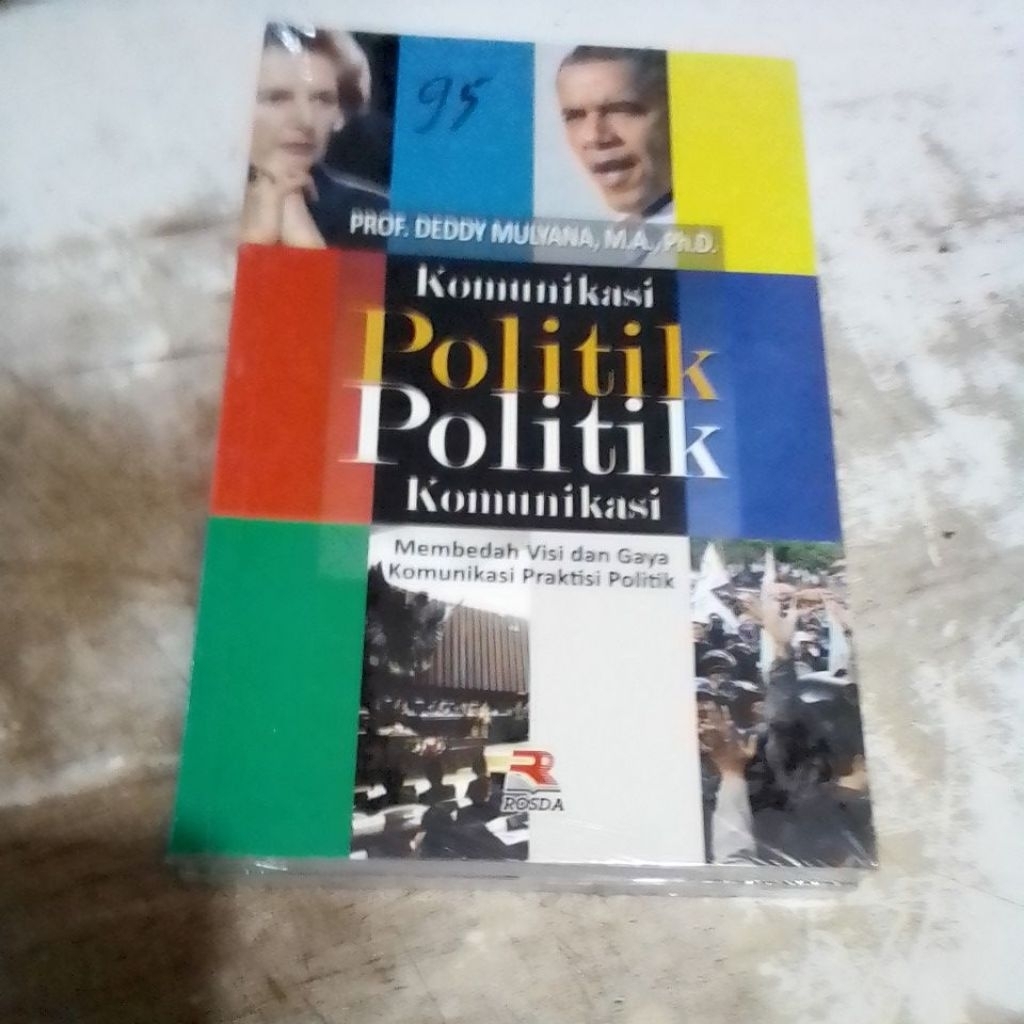 95
PROF. DEDDY MULYANA, M.A., Ph.D.
Komunikasi
Politik
Politik
Komunikasi
Membedah Visi dan Gaya
Komunikasi Praktisi Politik
R
ROSDA